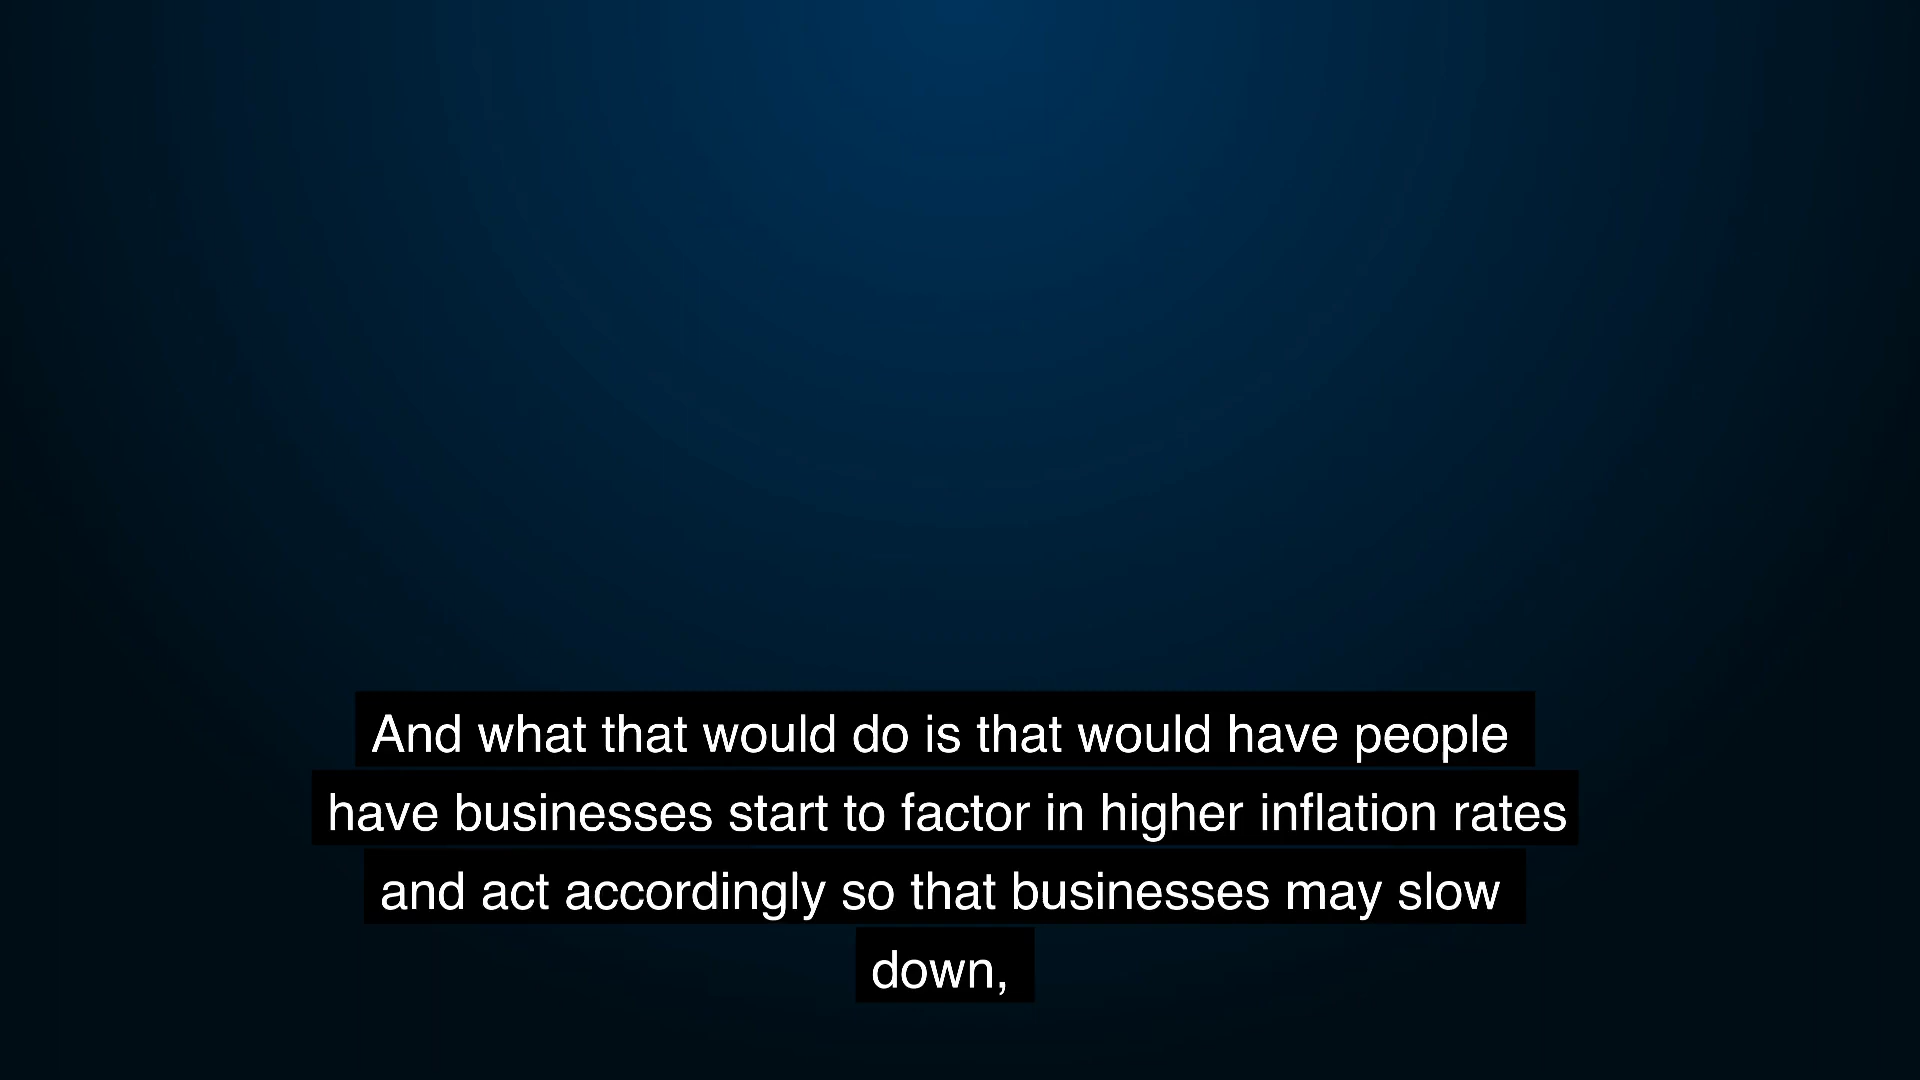 And what that would do is that would have people
have businesses start to factor in higher inflation rates
and act accordingly so that businesses may slow
down,